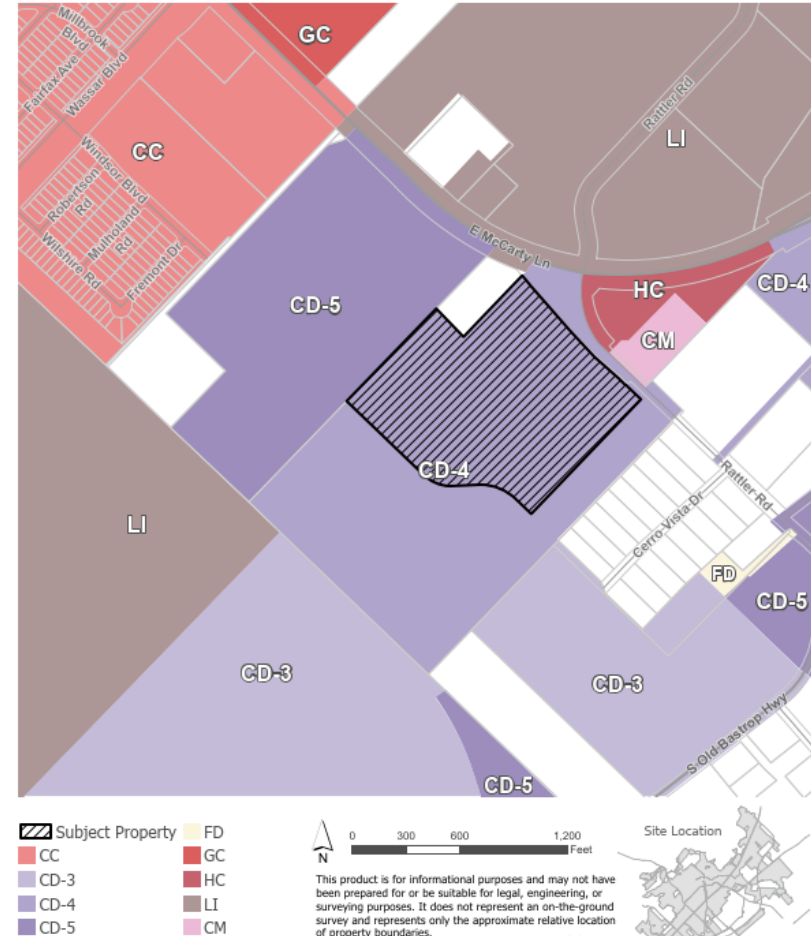 Millbrook
Blvd
Fairfax Ave
Wassar Blvd
GC
Rattler Rd
LI
CC
Windsor Blvd
Robertson
Rd
Mulholand
Rd
Wilshire Rd
Fremont Dr
E McCarty Ln
CD-5
HC
CD-4
CM
CD-4
Rattler Rd
Cerro Vista Dr
LI
FD
CD-5
CD-3
CD-3
S Old Bastrop Hwy
CD-5
Subject Property
FD
CC
GC
CD-3
HC
CD-4
LI
CD-5
CM
N
0 300 600 1,200
Feet
This product is for informational purposes and may not have
been prepared for or be suitable for legal, engineering, or
surveying purposes. It does not represent an on-the-ground
survey and represents only the approximate relative location
of property boundaries.
Site Location